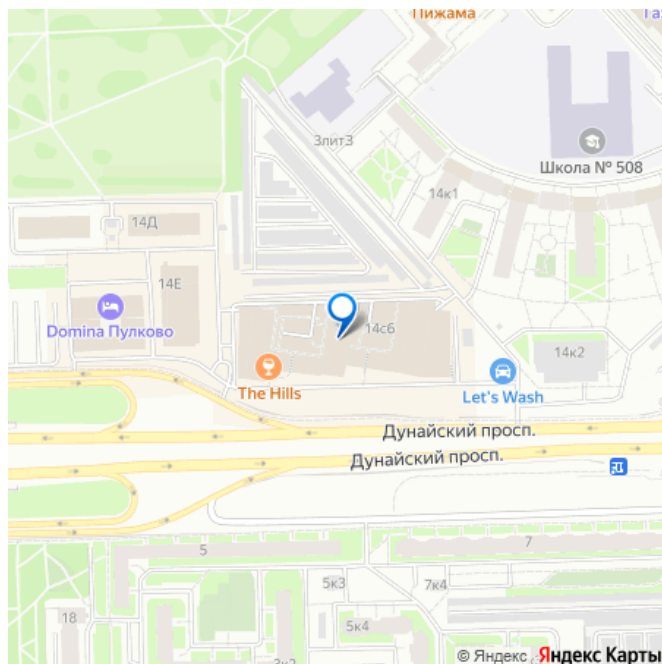 Пижама
3лит3
Школа № 508
14к1
14Д
14Е
Domina Пулково
14с6
The Hills
14к2
Let's Wash
Дунайский просп.
Дунайский просп.
5
7
5к3
7к4
18
5к4
© Яндекс Яндекс Карты